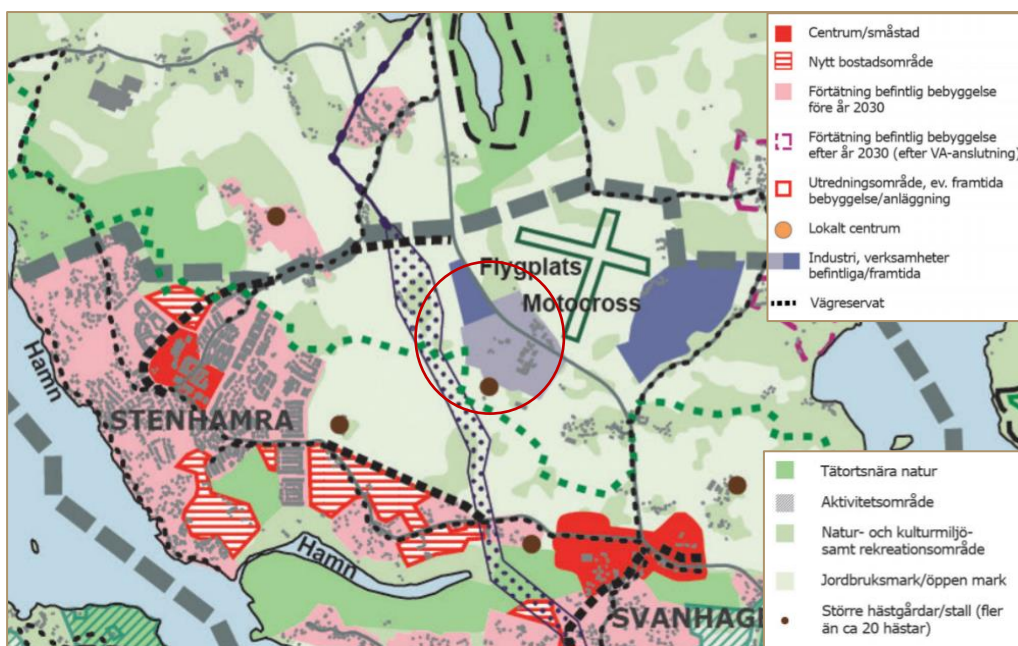 Centrum/småstad
Nytt bostadsområde
Förtätning befintlig bebyggelse
före år 2030
Förtätning befintlig bebyggelse
efter år 2030 (efter VA-anslutning)
Utredningsområde, ev. framtida
bebyggelse/anläggning
Lokalt centrum
Industri, verksamheter
befintliga/framtida
Vägreservat
Flygplats
Motocross
Hamn
STENHAMRA
Hamn
SVANHAG
Tätortsnära natur
Aktivitetsområde
Natur- och kulturmiljö-
samt rekreationsområde
Jordbruksmark/öppen mark
Större hästgårdar/stall (fler
än ca 20 hästar)